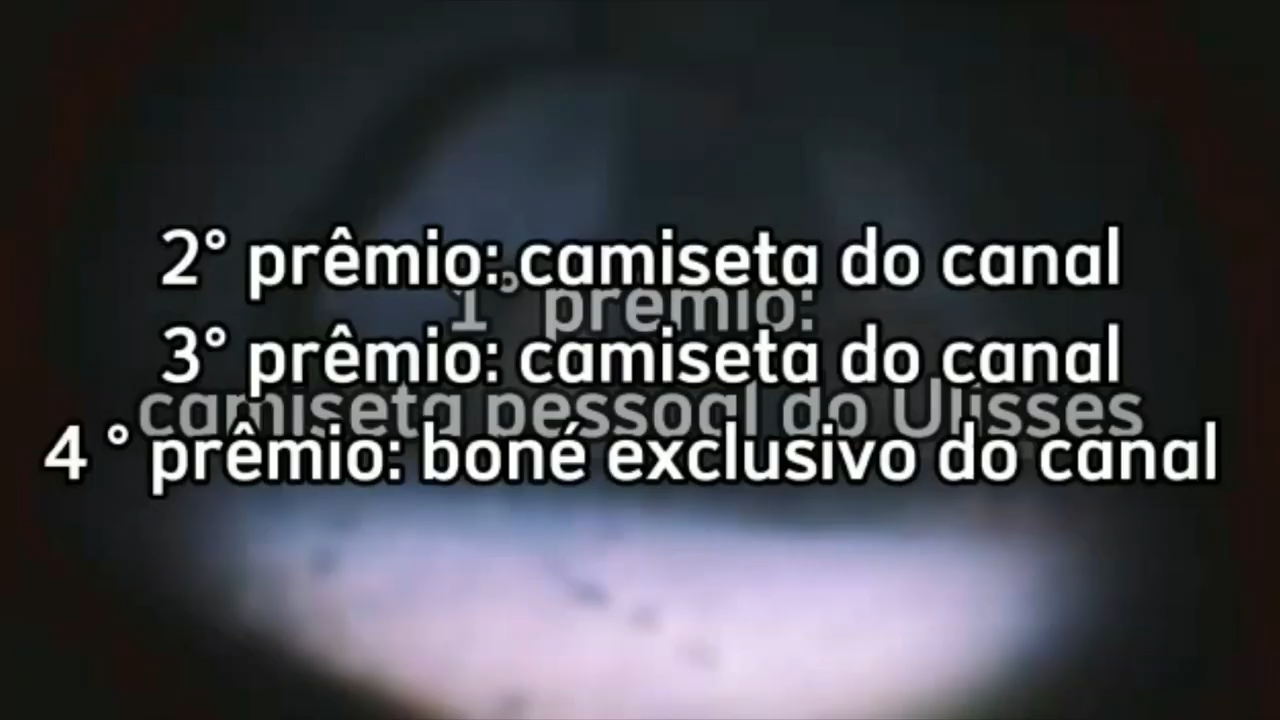 2° prêmio: camiseta do canal
1° prêmio:
3° prêmio: camiseta do canal
camiseta pessoal do Ulisses
4 ° prêmio: boné exclusivo do canal